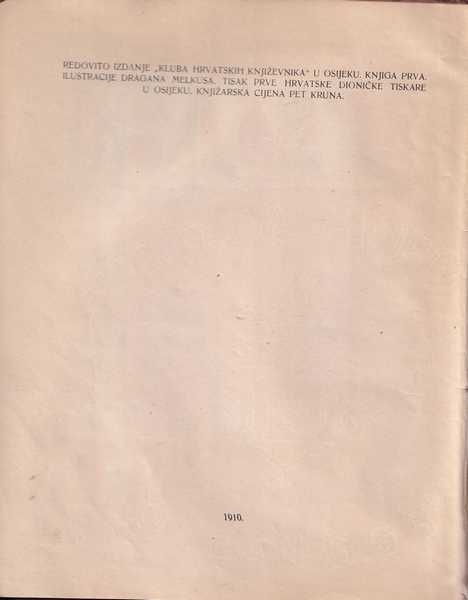 REDOVITO IZDANJE „KLUBA HRVATSKIH KNJIŽEVNIKA“ U OSIJEKU. KNJIGA PRVA.
ILUSTRACIJE DRAGANA MELKUSA. TISAK PRVE HRVATSKE DIONIČKE TISKARE
U OSIJEKU. KNJIŽARSKA CIJENA PET KRUNA.
1910.